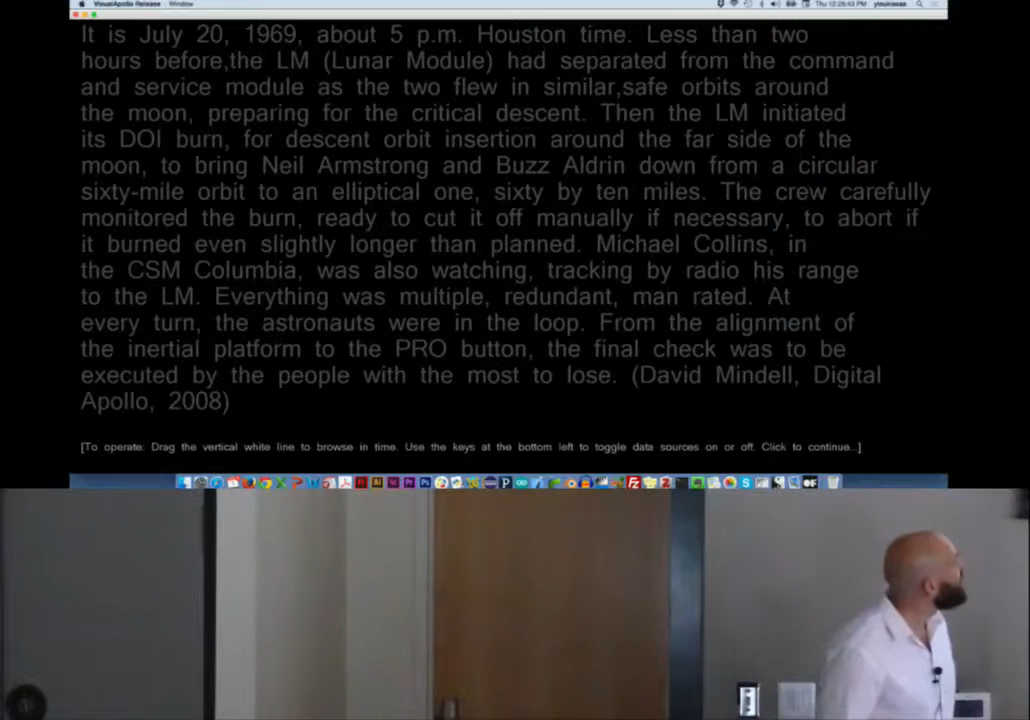 VisualApollo Release Window Thu 12:28:43 PM yloukissas
It is July 20, 1969, about 5 p.m. Houston time. Less than two
hours before,the LM (Lunar Module) had separated from the command
and service module as the two flew in similar,safe orbits around
the moon, preparing for the critical descent. Then the LM initiated
its DOI burn, for descent orbit insertion around the far side of the
moon, to bring Neil Armstrong and Buzz Aldrin down from a circular
sixty-mile orbit to an elliptical one, sixty by ten miles. The crew carefully
monitored the burn, ready to cut it off manually if necessary, to abort if
it burned even slightly longer than planned. Michael Collins, in
the CSM Columbia, was also watching, tracking by radio his range
to the LM. Everything was multiple, redundant, man rated. At
every turn, the astronauts were in the loop. From the alignment of
the inertial platform to the PRO button, the final check was to be
executed by the people with the most to lose. (David Mindell, Digital
Apollo, 2008)
[To operate: Drag the vertical white line to browse in time. Use the keys at the bottom left to toggle data sources on or off. Click to continue...]